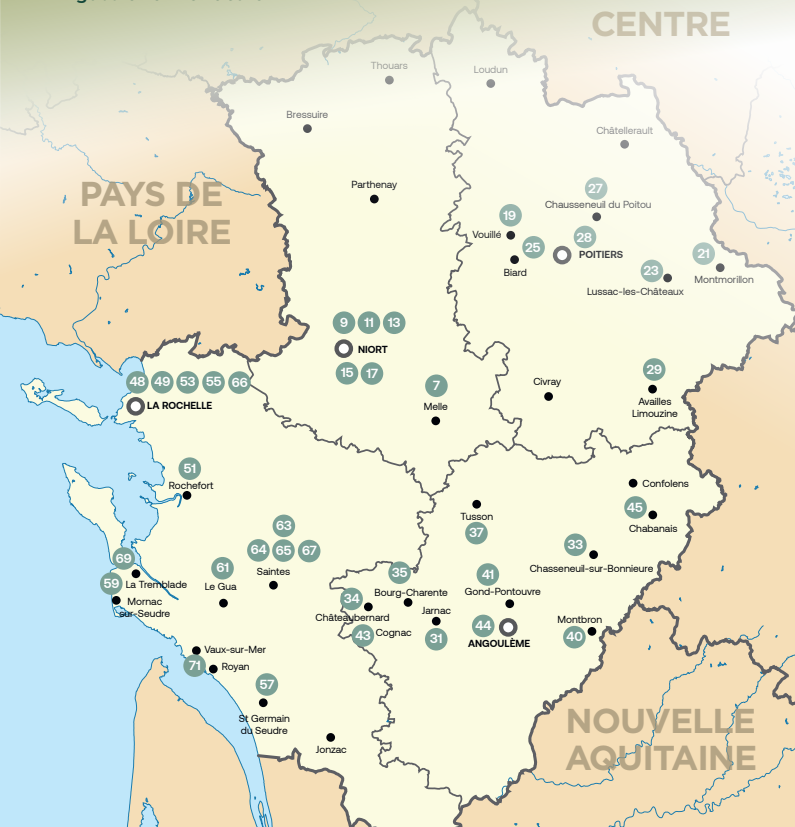 CENTRE
Thouars
Loudun
Bressuire
Châtellerault
Parthenay
PAYS DE
LA LOIRE
27
Chausseneuil du Poitou
19
Vouillé
25
28
POITIERS
Biard
21
Montmorillon
23
Lussac-les-Châteaux
9 11 13
NIORT
15 17
7
Melle
Civray
29
Availles
Limouzine
48 49 53 55 66
LA ROCHELLE
51
Rochefort
Confolens
45
Chabanais
Tusson
37
63
64 65 67
Saintes
33
Chasseneuil-sur-Bonnieure
69
La Tremblade
59
Mornac
sur-Seudre
61
Le Gua
35
Bourg-Charente
34
Châteaubernard
43
Cognac
Jarnac
31
41
Gond-Pontouvre
44
ANGOULÈME
Montbron
40
Vaux-sur-Mer
71
Royan
57
St Germain
du Seudre
Jonzac
NOUVELLE
AQUITAINE